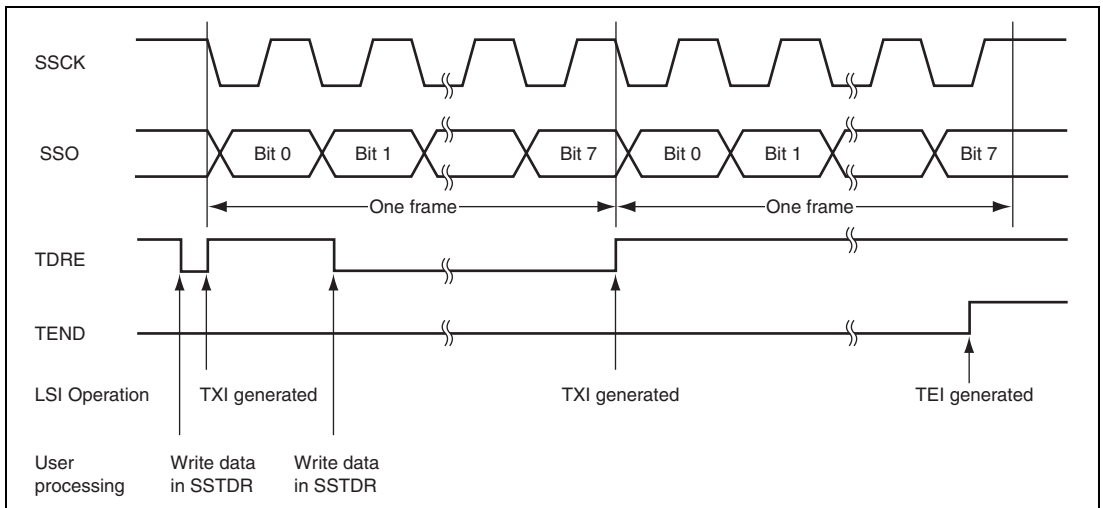 SSCK
SSO
Bit 0 Bit 1 Bit 7 Bit 0 Bit 1 Bit 7
One frame One frame
TDRE
TEND
LSI Operation TXI generated TXI generated TEI generated
User processing
Write data in SSTDR
Write data in SSTDR